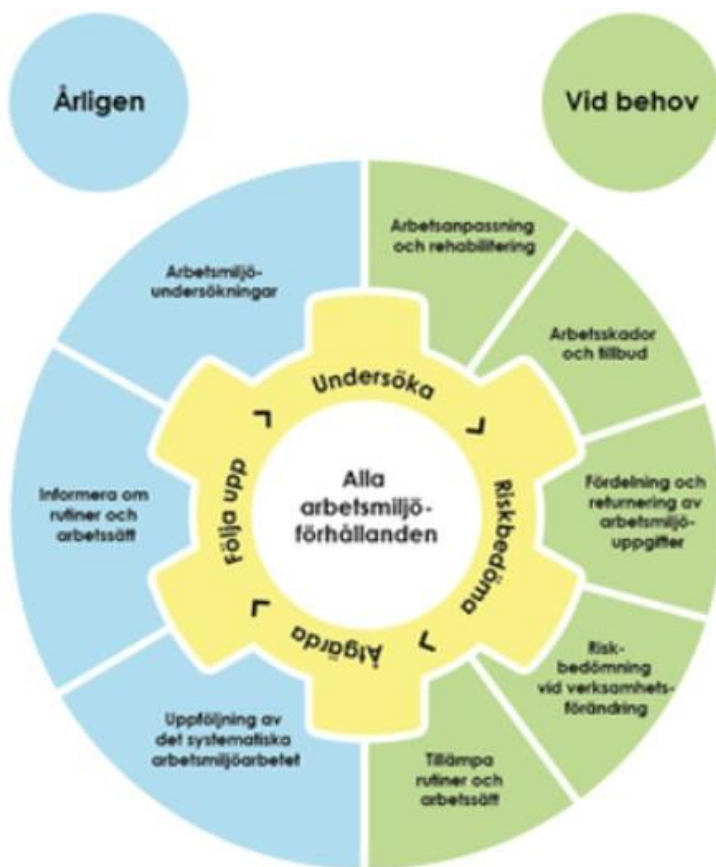 Årligen
Vid behov
Arbetsmiljö-
undersökningar
Informera om
rutiner och
arbetssätt
Uppföljning av
det systematiska
arbetsmiljöarbetet
Arbetsanpassning
och rehabilitering
Arbetsskador
och tillbud
Fördelning och
returnering av
arbetsmiljö-
uppgifter
Risk-
bedömning
vid verksamhets-
förändring
Tillämpa
rutiner och
arbetssätt
Undersöka
Riskbedöma
Åtgärda
Följa upp
Alla
arbetsmiljö-
förhållanden